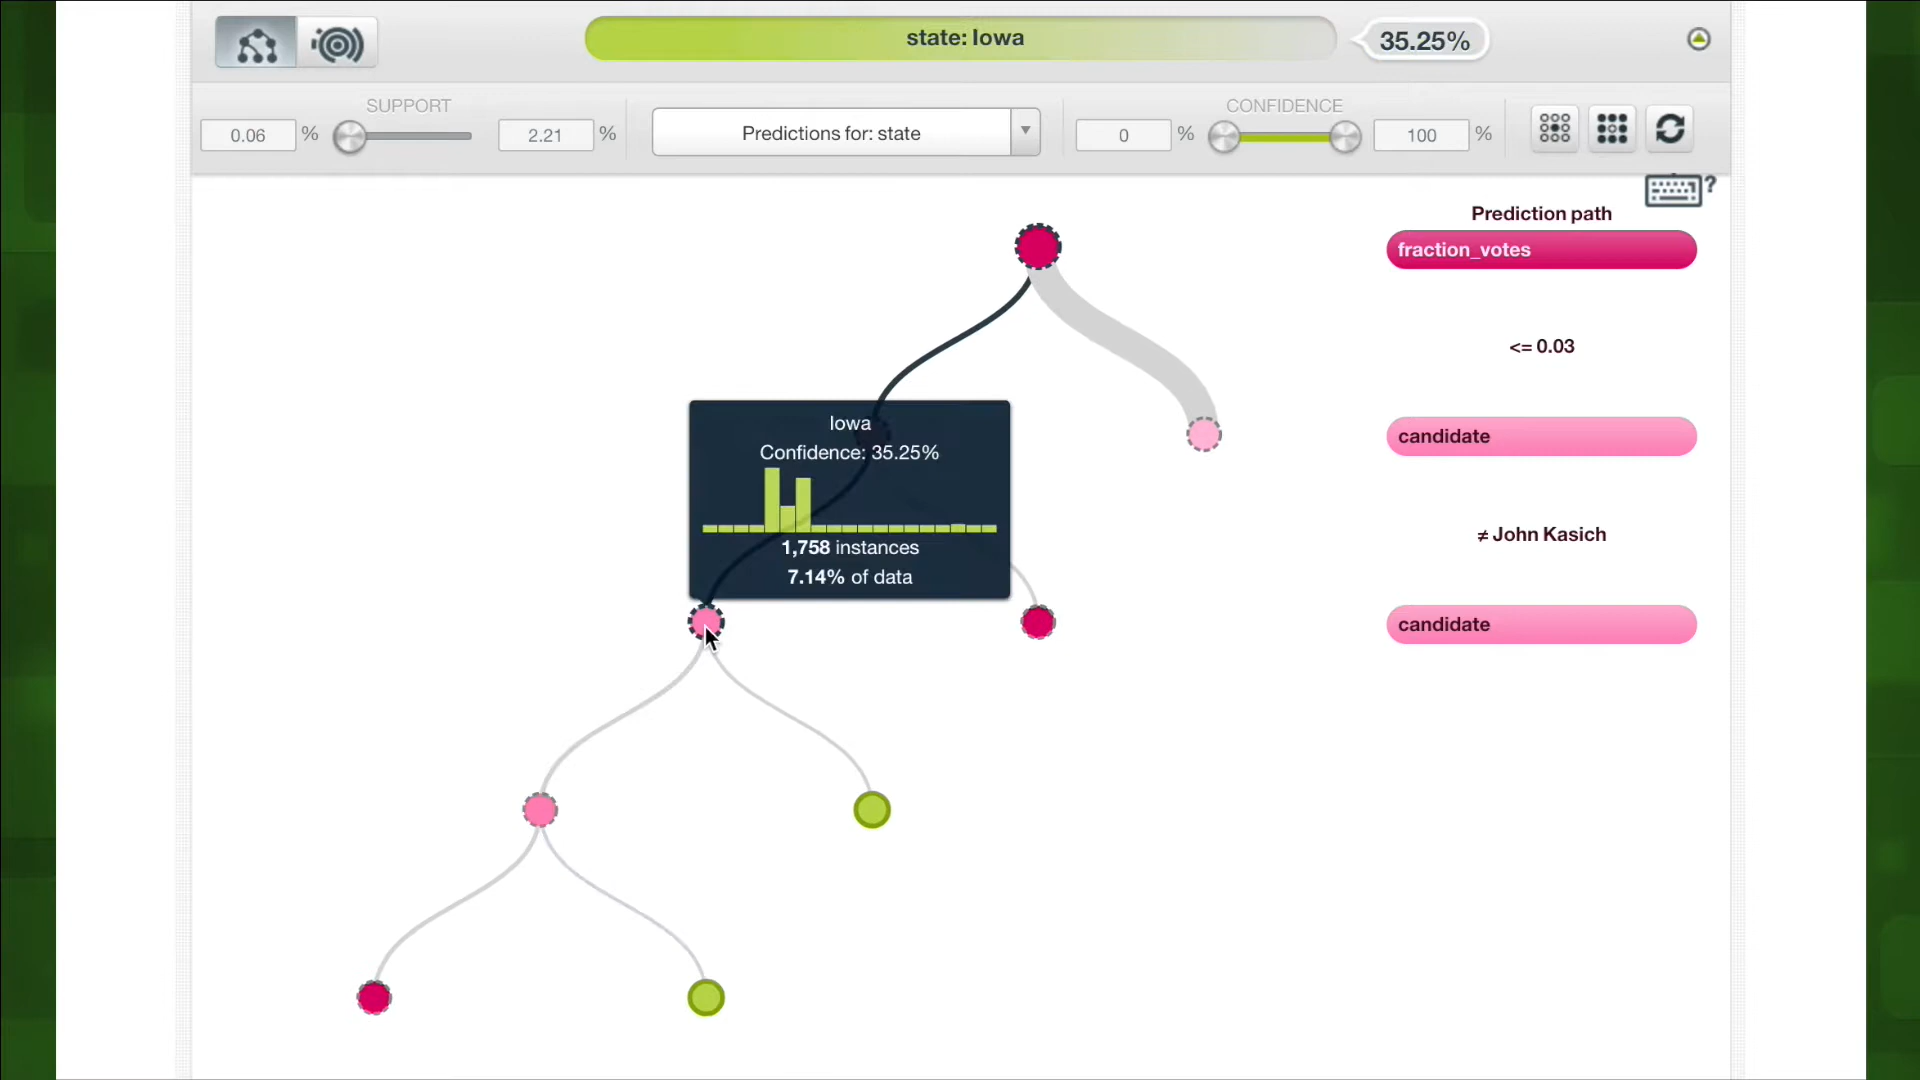 state: Iowa
35.25%
SUPPORT
0.06 %
2.21 %
Predictions for: state
CONFIDENCE
0 %
100 %
?
Prediction path
fraction_votes
<= 0.03
candidate
≠ John Kasich
candidate
Iowa
Confidence: 35.25%
1,758 instances
7.14% of data